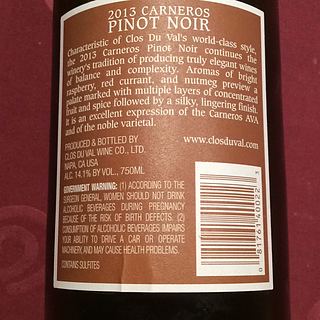 2013 CARNEROS
PINOT NOIR
Characteristic of Clos Du Val's world-class style,
the 2013 Carneros Pinot Noir continues the
winery's tradition of producing truly elegant wines
of balance and complexity. Aromas of bright
raspberry, red currant, and nutmeg preview a
palate marked with multiple layers of concentrated
fruit and spice followed by a silky, lingering finish.
It is an excellent expression of the Carneros AVA
and of the noble varietal.
PRODUCED & BOTTLED BY
CLOS DU VAL WINE CO., LTD.
NAPA, CA USA
ALC. 14.1% BY VOL., 750ML
www.closduval.com
GOVERNMENT WARNING: (1) ACCORDING TO THE
SURGEON GENERAL, WOMEN SHOULD NOT DRINK
ALCOHOLIC BEVERAGES DURING PREGNANCY
BECAUSE OF THE RISK OF BIRTH DEFECTS. (2)
CONSUMPTION OF ALCOHOLIC BEVERAGES IMPAIRS
YOUR ABILITY TO DRIVE A CAR OR OPERATE
MACHINERY, AND MAY CAUSE HEALTH PROBLEMS.
CONTAINS SULFITES
0 81761 40022 3